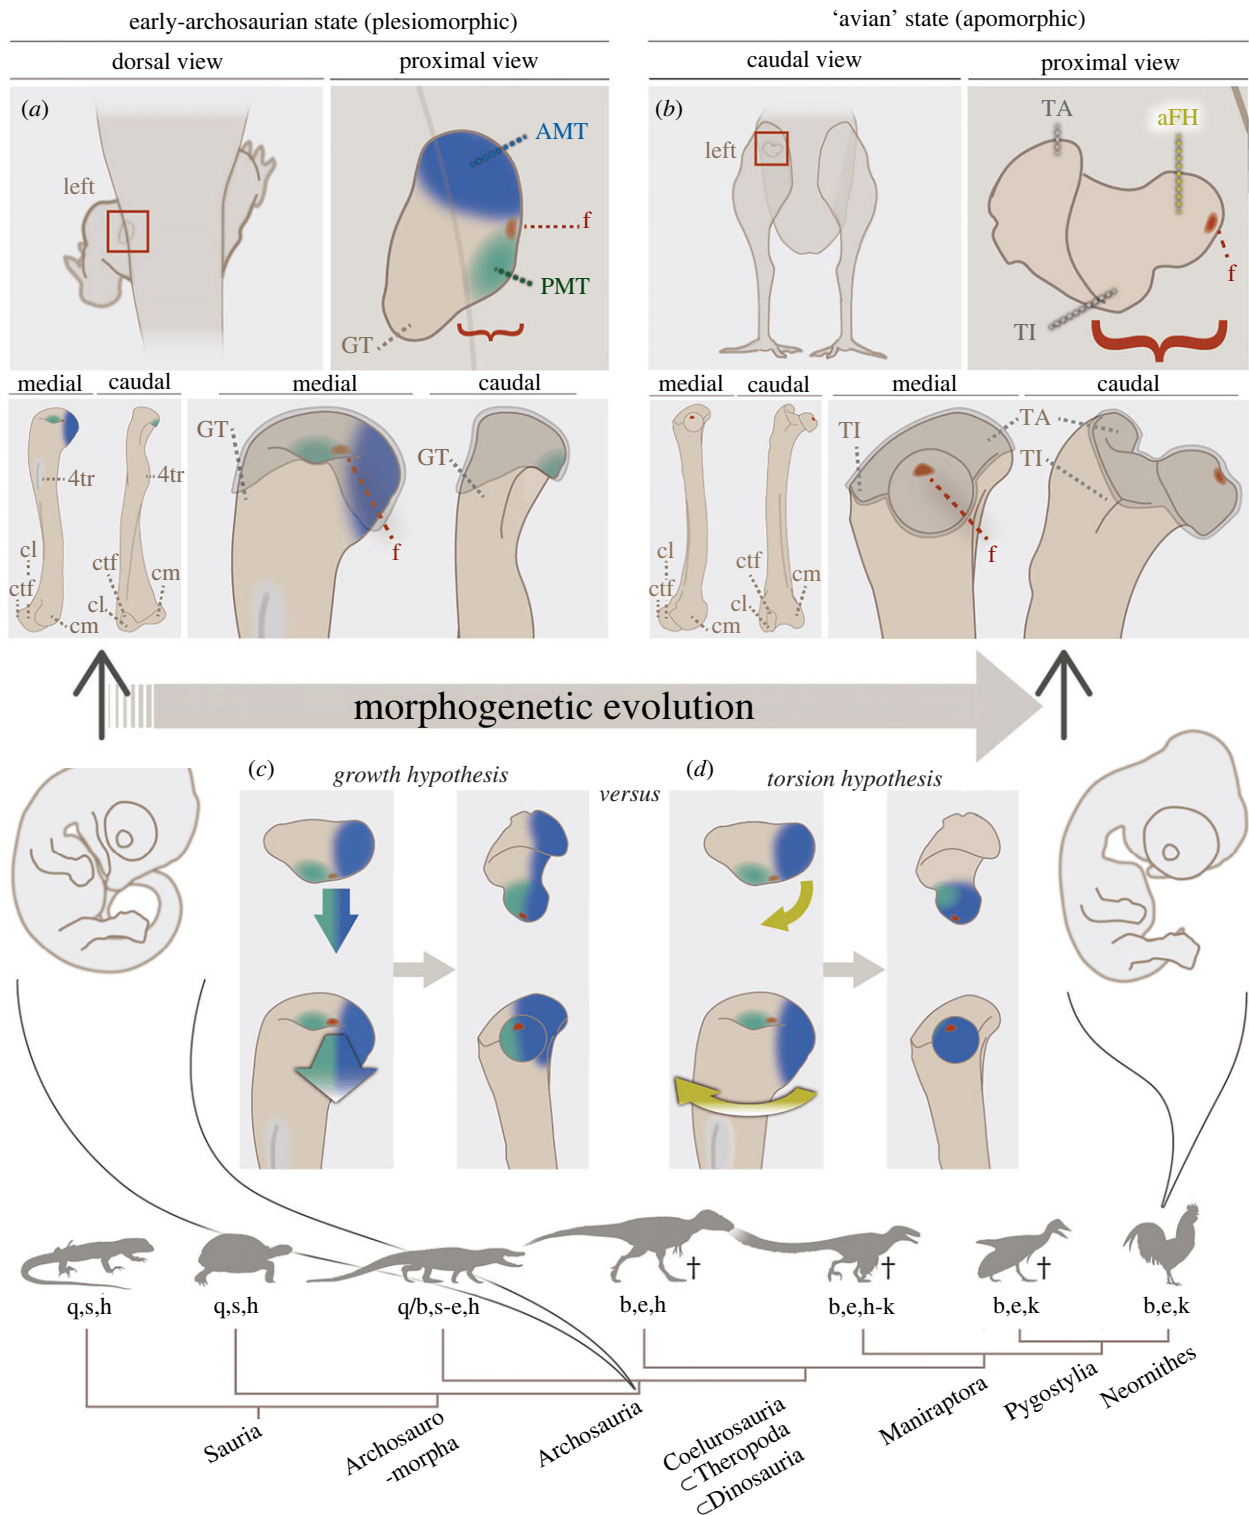 early-archosaurian state (plesiomorphic)
'avian' state (apomorphic)
dorsal view
proximal view
caudal view
proximal view
(a)
left
AMT
f
PMT
GT
(b)
left
TA
aFH
f
TI
medial
caudal
medial
caudal
medial
caudal
medial
caudal
4tr
4tr
cl
ctf
cm
ctf
cl
cm
GT
GT
f
cl
ctf
cm
ctf
cl
cm
TI
TA
TI
f
morphogenetic evolution
(c)
growth hypothesis
versus
(d)
torsion hypothesis
†
†
†
q,s,h
q,s,h
q/b,s-e,h
b,e,h
b,e,h-k
b,e,k
b,e,k
Sauria
Archosauro
-morpha
Archosauria
Coelurosauria
⊂Theropoda
⊂Dinosauria
Maniraptora
Pygostylia
Neornithes